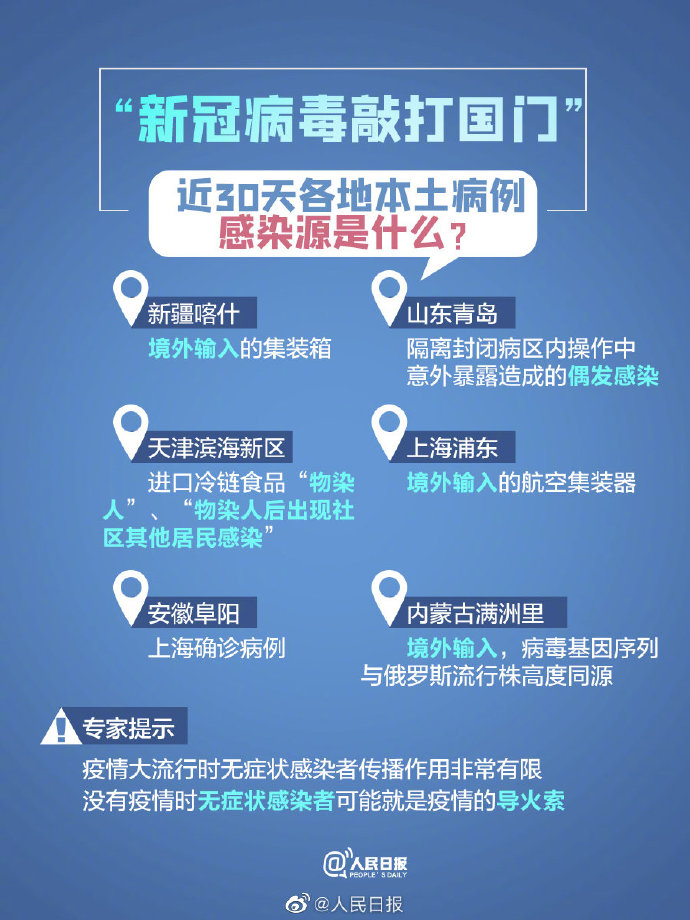 “新冠病毒敲打国门”
近30天各地本土病例
感染源是什么？
新疆喀什
境外输入的集装箱
山东青岛
隔离封闭病区内操作中
意外暴露造成的偶发感染
天津滨海新区
进口冷链食品“物染
人”、“物染人后出现社
区其他居民感染”
上海浦东
境外输入的航空集装器
安徽阜阳
上海确诊病例
内蒙古满洲里
境外输入，病毒基因序列
与俄罗斯流行株高度同源
专家提示
疫情大流行时无症状感染者传播作用非常有限
没有疫情时无症状感染者可能就是疫情的导火索
@人民日报
PEOPLE'S DAILY
@人民日报